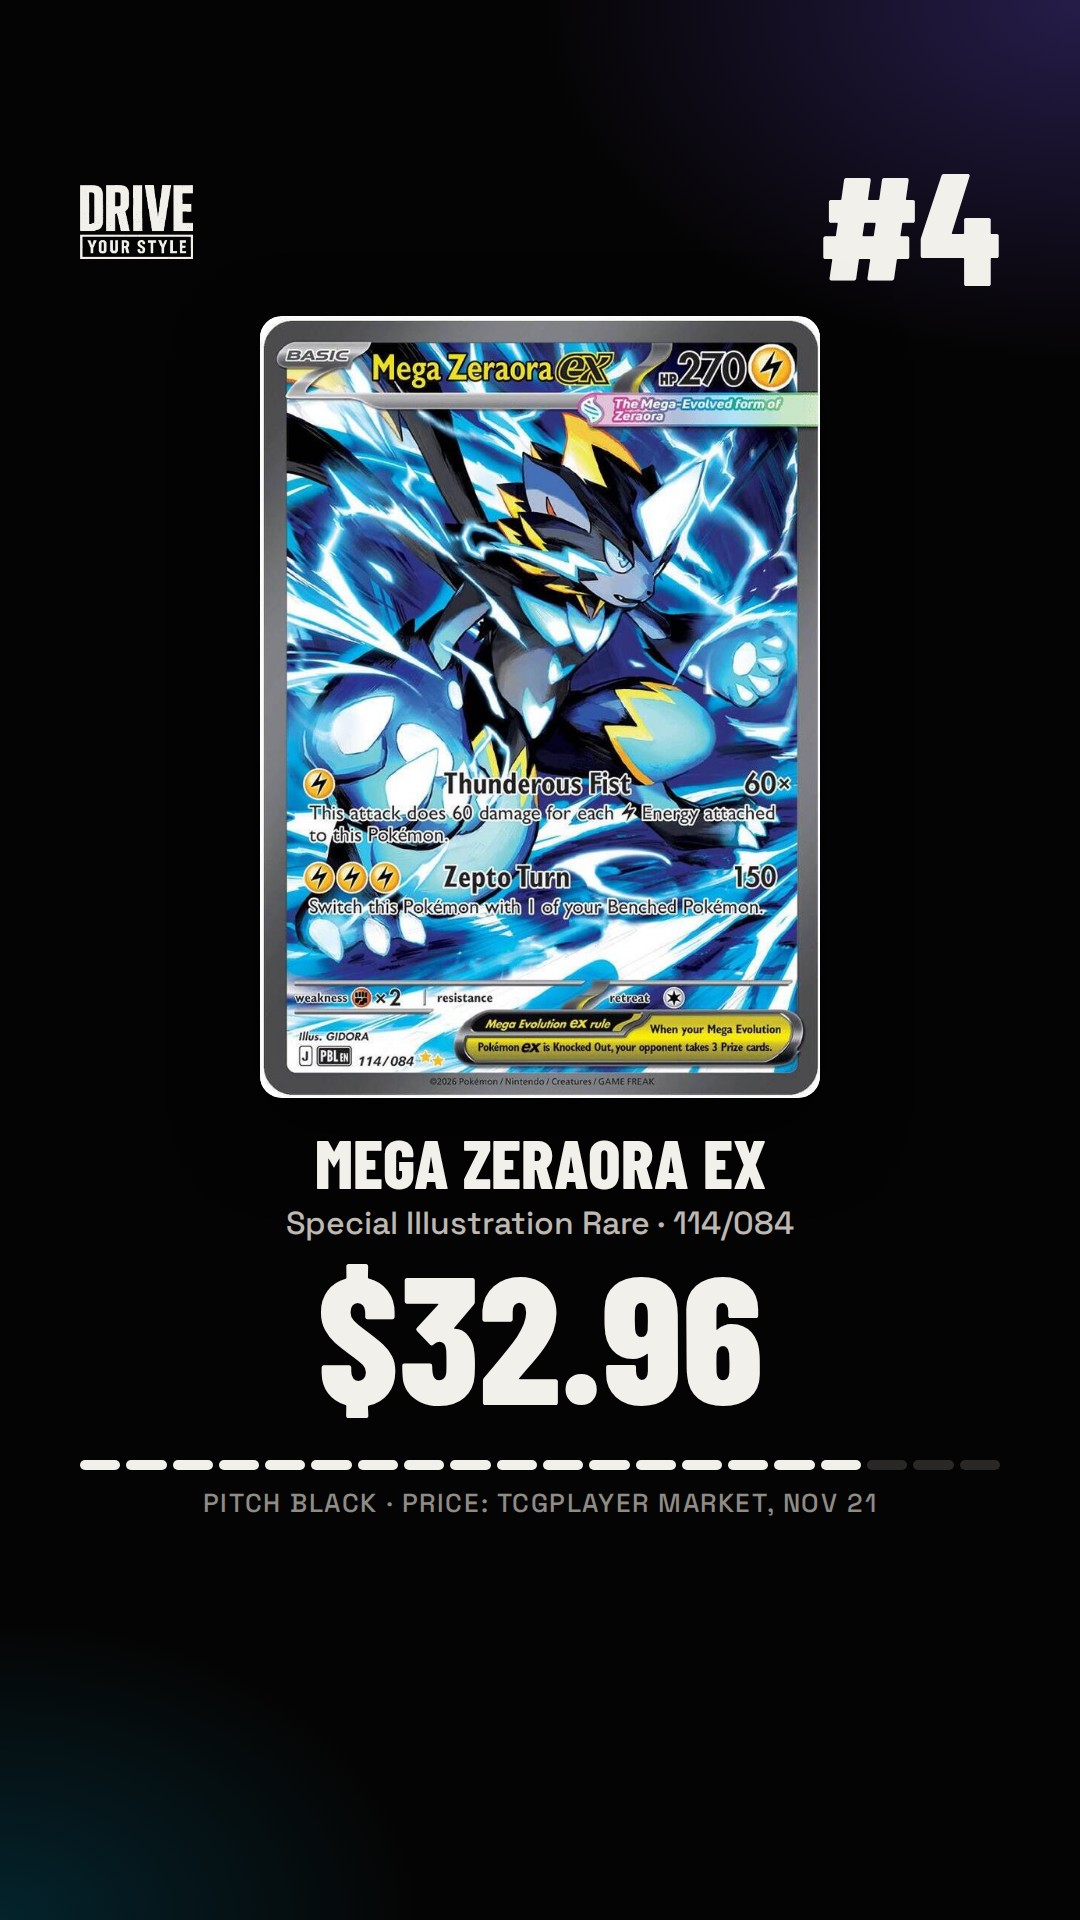 DRIVE
YOUR STYLE
#4
BASIC
Mega Zeraora ex
HP 270
The Mega-Evolved form of
Zeraora
Thunderous Fist 60×
This attack does 60 damage for each Energy attached
to this Pokémon.
Zepto Turn 150
Switch this Pokémon with 1 of your Benched Pokémon.
weakness ×2 resistance retreat
Mega Evolution ex rule When your Mega Evolution
Pokémon ex is Knocked Out, your opponent takes 3 Prize cards.
Illus. GIDORA
J PBL EN 114/084
©2026 Pokémon / Nintendo / Creatures / GAME FREAK
MEGA ZERAORA EX
Special Illustration Rare · 114/084
$32.96
PITCH BLACK · PRICE: TCGPLAYER MARKET, NOV 21